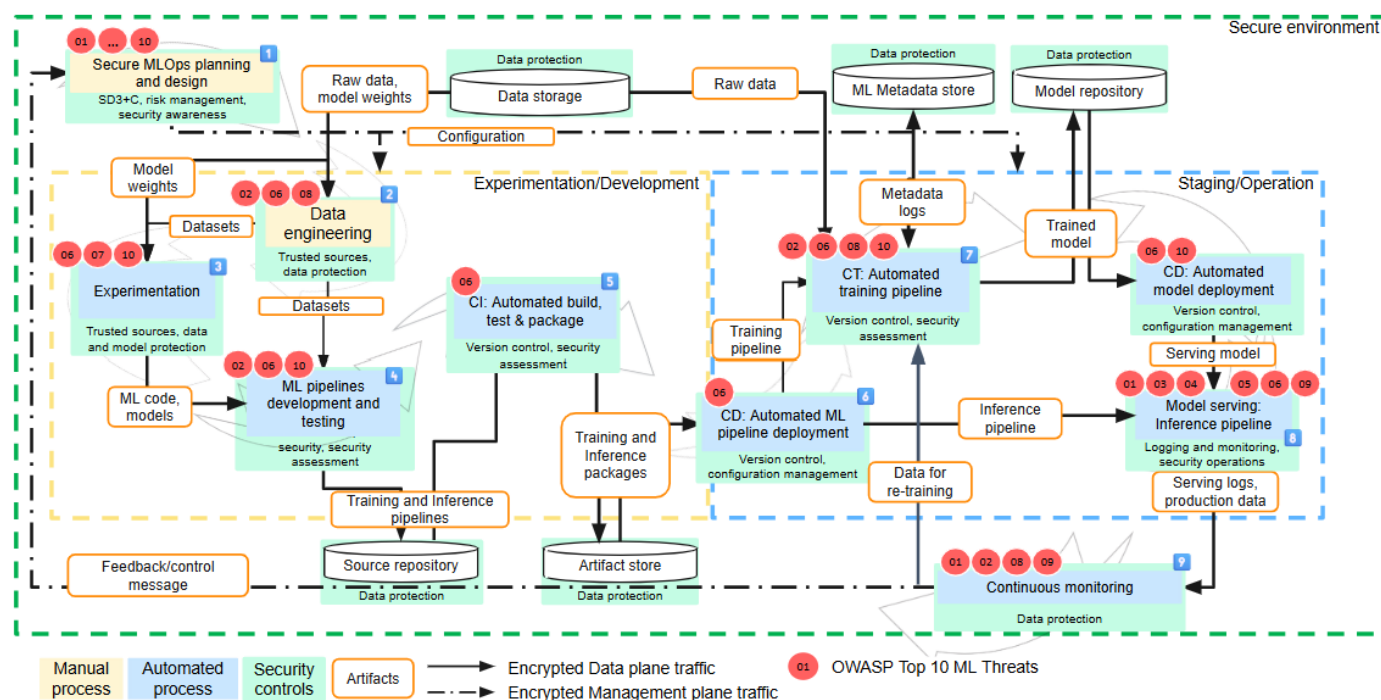 Secure environment
01 ... 10
1
Secure MLOps planning
and design
SD3+C, risk management,
security awareness
Raw data,
model weights
Data protection
Data storage
Raw data
Data protection
ML Metadata store
Data protection
Model repository
Configuration
Experimentation/Development
Staging/Operation
Model
weights
02 06 08
2
Data
engineering
Trusted sources,
data protection
Datasets
06 07 10
3
Experimentation
Trusted sources, data
and model protection
Datasets
ML code,
models
02 06 10
4
ML pipelines
development and
testing
security, security
assessment
06
5
CI: Automated build,
test & package
Version control, security
assessment
Training and
Inference
packages
Training and Inference
pipelines
Metadata
logs
02 06 08 10
7
CT: Automated
training pipeline
Version control, security
assessment
Trained
model
06 10
CD: Automated
model deployment
Version control,
configuration management
Training
pipeline
Serving model
06
6
CD: Automated ML
pipeline deployment
Version control,
configuration management
Inference
pipeline
01 03 04 05 06 09
Model serving:
Inference pipeline
8
Logging and monitoring,
security operations
Data for
re-training
Serving logs,
production data
Feedback/control
message
Source repository
Data protection
Artifact store
Data protection
01 02 08 09
9
Continuous monitoring
Data protection
Manual
process
Automated
process
Security
controls
Artifacts
Encrypted Data plane traffic
Encrypted Management plane traffic
01
OWASP Top 10 ML Threats